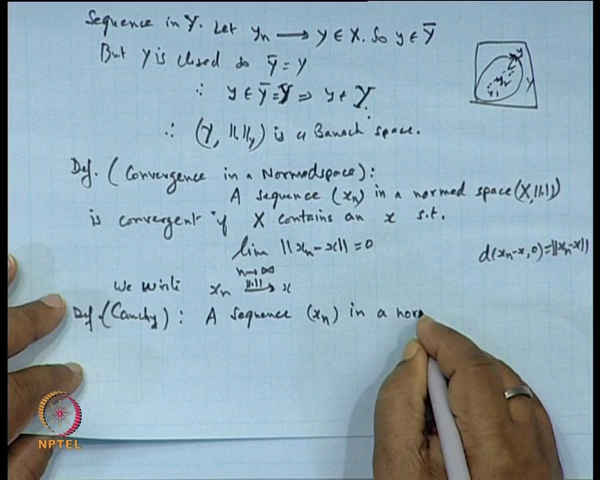 Sequence in Y. Let yn → y ∈ X. So y ∈ Ȳ
But Y is closed so Ȳ = Y
∴ y ∈ Ȳ = Y ⇒ y ∈ Y.
∴ (Y, ||.||y) is a Banach space.
Def. (Convergence in a Normed space):
A sequence (xn) in a normed space (X, ||.||)
is convergent if X contains an x s.t.
lim ||xn - x|| = 0
n → ∞
d(xn - x, 0) = ||xn - x||
We write xn →||.|| x
Def. (Cauchy): A sequence (xn) in a nor
NPTEL